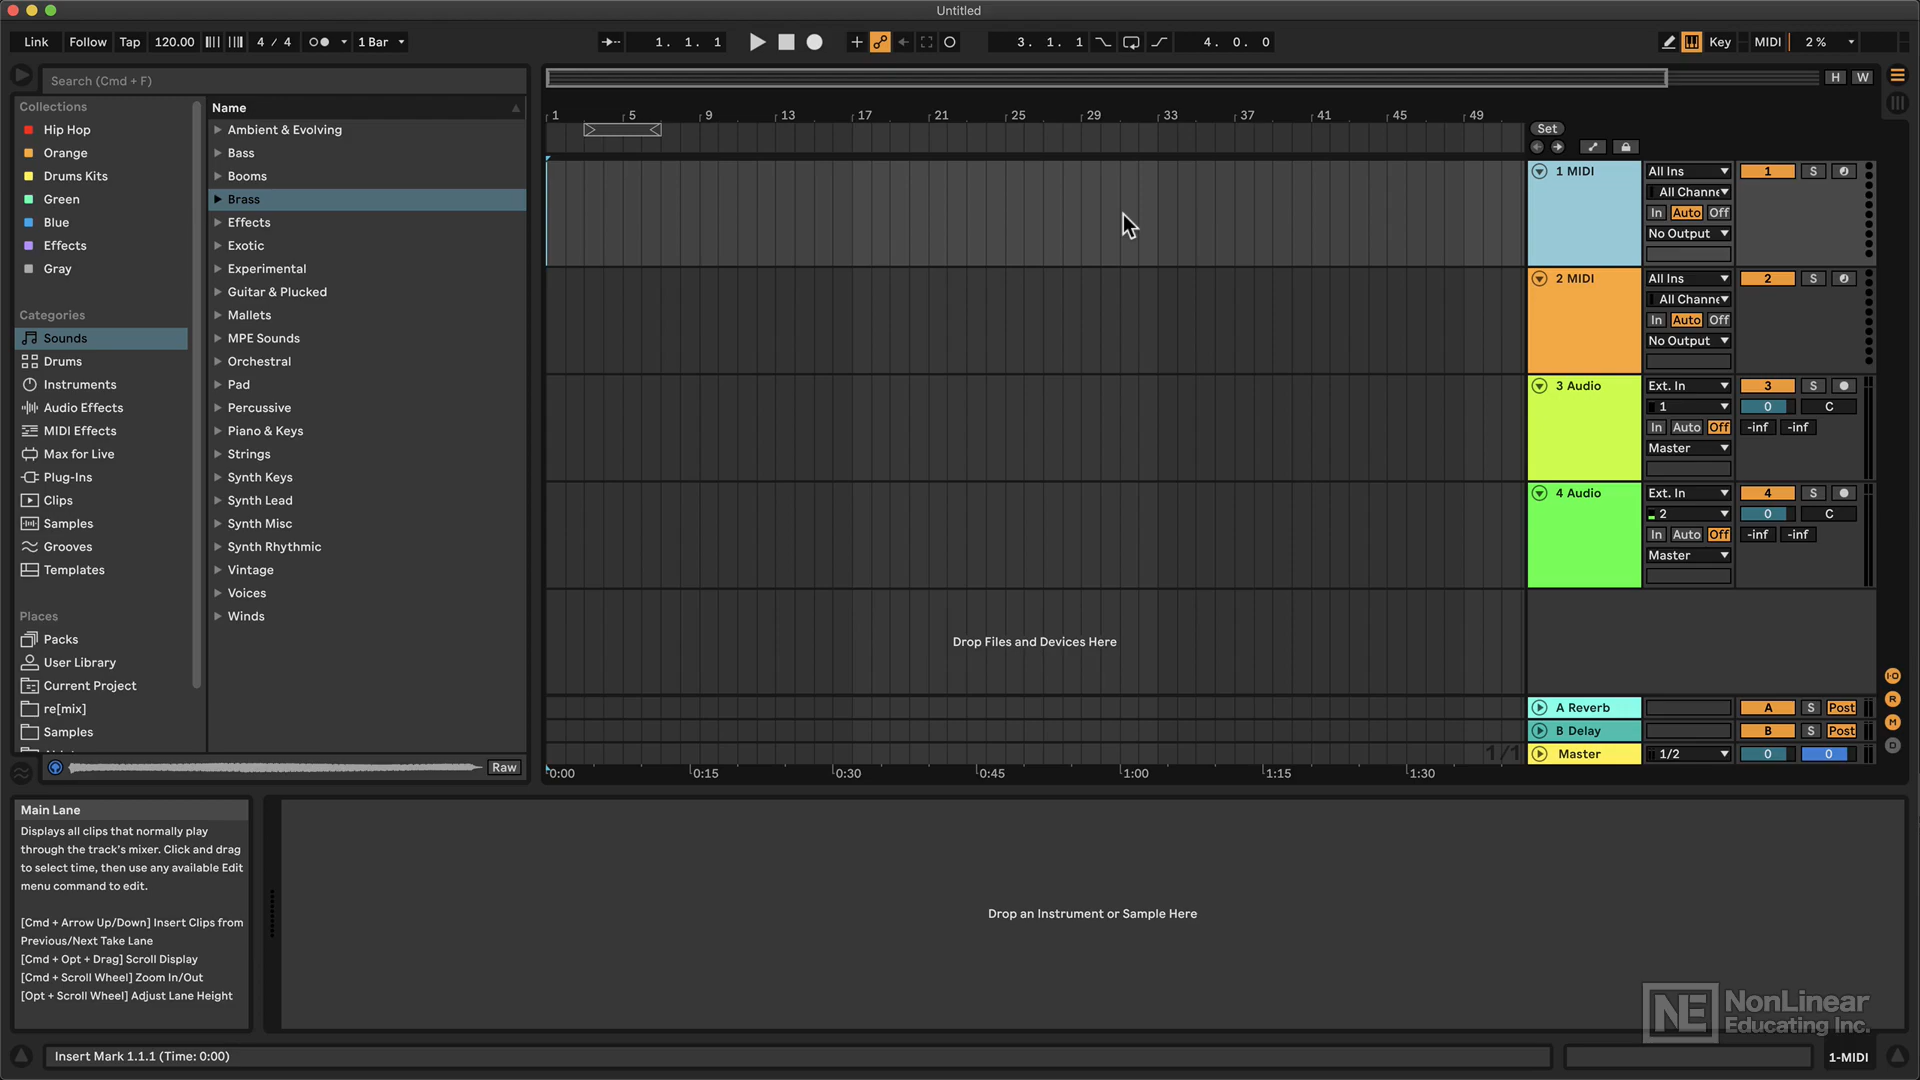 Untitled
Link Follow Tap 120.00 4 / 4 1 Bar 1. 1. 1 3. 1. 1 4. 0. 0 Key MIDI 2 %
Search (Cmd + F)
H W
Collections
Hip Hop
Orange
Drums Kits
Green
Blue
Effects
Gray
Categories
Sounds
Drums
Instruments
Audio Effects
MIDI Effects
Max for Live
Plug-Ins
Clips
Samples
Grooves
Templates
Places
Packs
User Library
Current Project
re[mix]
Samples
Name
Ambient & Evolving
Bass
Booms
Brass
Effects
Exotic
Experimental
Guitar & Plucked
Mallets
MPE Sounds
Orchestral
Pad
Percussive
Piano & Keys
Strings
Synth Keys
Synth Lead
Synth Misc
Synth Rhythmic
Vintage
Voices
Winds
Raw
1 5 9 13 17 21 25 29 33 37 41 45 49
Set
1 MIDI All Ins 1 S
All Channe
In Auto Off
No Output
2 MIDI All Ins 2 S
All Channe
In Auto Off
No Output
3 Audio Ext. In 3 S
1 0 C
In Auto Off -inf -inf
Master
4 Audio Ext. In 4 S
2 0 C
In Auto Off -inf -inf
Master
Drop Files and Devices Here
A Reverb A S Post
B Delay B S Post
1/1 Master 1/2 0 0
0:00 0:15 0:30 0:45 1:00 1:15 1:30
I·O
R
M
D
Main Lane
Displays all clips that normally play
through the track's mixer. Click and drag
to select time, then use any available Edit
menu command to edit.
[Cmd + Arrow Up/Down] Insert Clips from
Previous/Next Take Lane
[Cmd + Opt + Drag] Scroll Display
[Cmd + Scroll Wheel] Zoom In/Out
[Opt + Scroll Wheel] Adjust Lane Height
Drop an Instrument or Sample Here
NE NonLinear
Educating Inc.
Insert Mark 1.1.1 (Time: 0:00)
1-MIDI